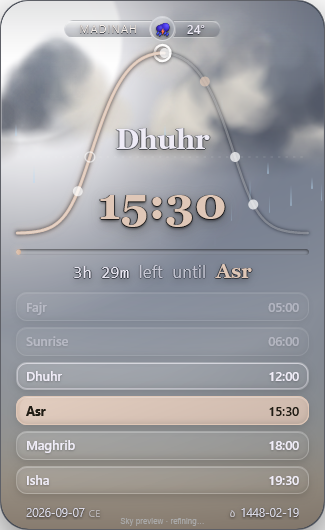 MADINAH 24°
Dhuhr
15:30
3h 29m left until Asr
Fajr 05:00
Sunrise 06:00
Dhuhr 12:00
Asr 15:30
Maghrib 18:00
Isha 19:30
2026-09-07 CE 1448-02-19
Sky preview · refining...